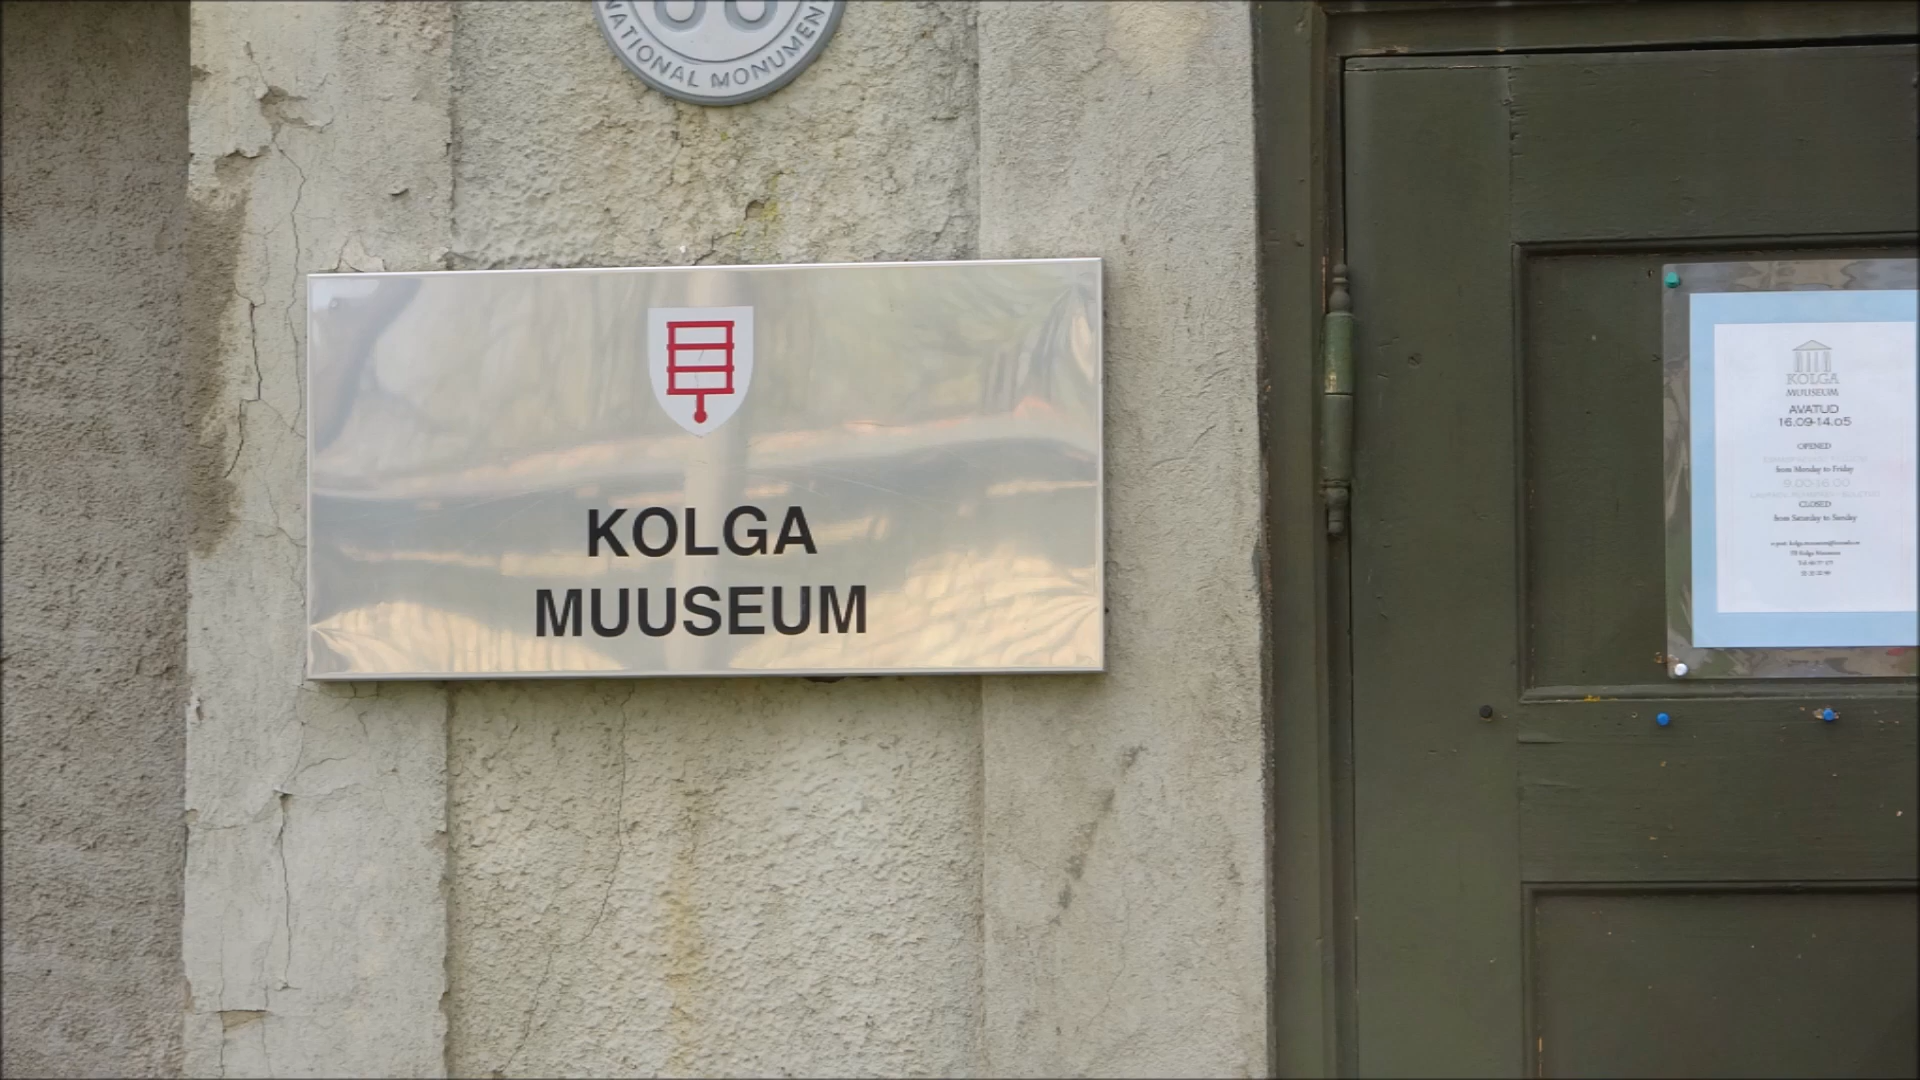 NATIONAL MONUMENT
KOLGA
MUUSEUM
KOLGA
MUUSEUM
AVATUD
16.09-14.05
OPENED
from Monday to Friday
9.00-16.00
CLOSED
from Saturday to Sunday